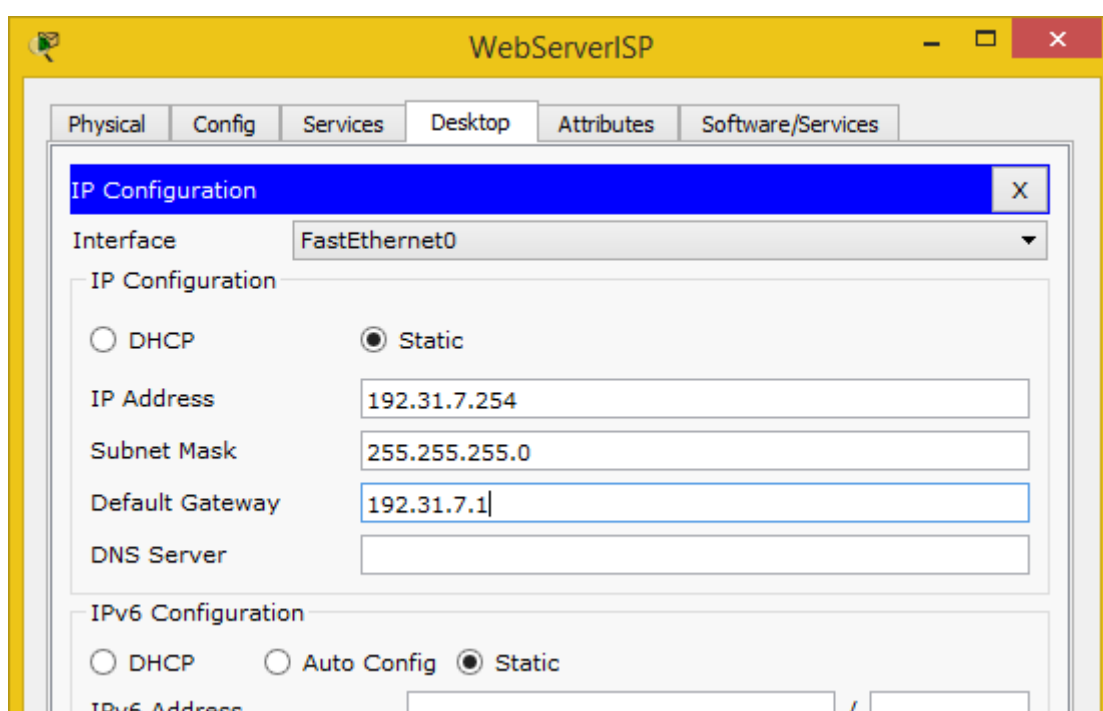 WebServerISP
Physical Config Services Desktop Attributes Software/Services
IP Configuration X
Interface FastEthernet0
IP Configuration
DHCP Static
IP Address 192.31.7.254
Subnet Mask 255.255.255.0
Default Gateway 192.31.7.1
DNS Server
IPv6 Configuration
DHCP Auto Config Static
IPv6 Address /